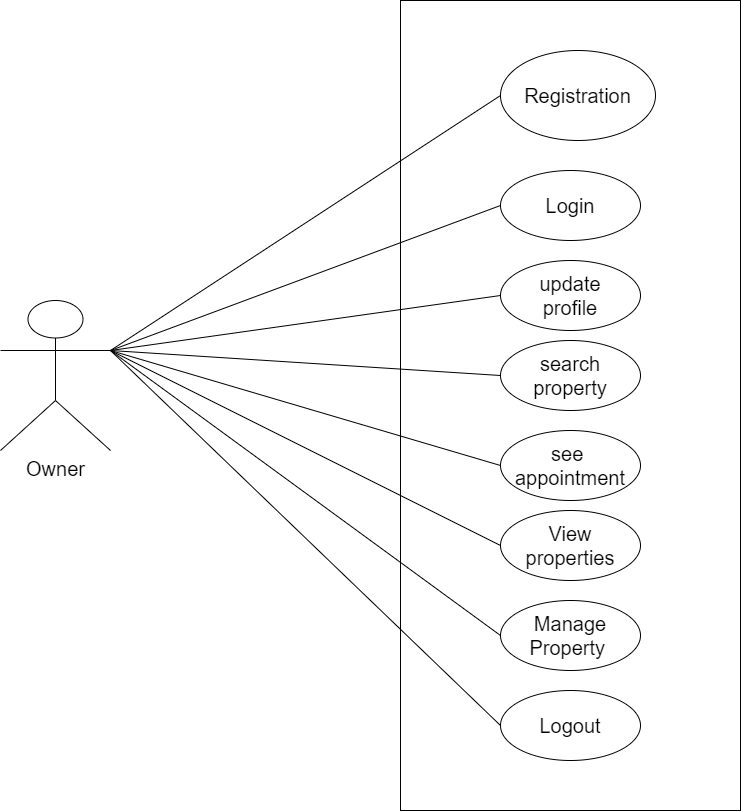 Registration
Login
update
profile
search
property
Owner
see
appointment
View
properties
Manage
Property
Logout